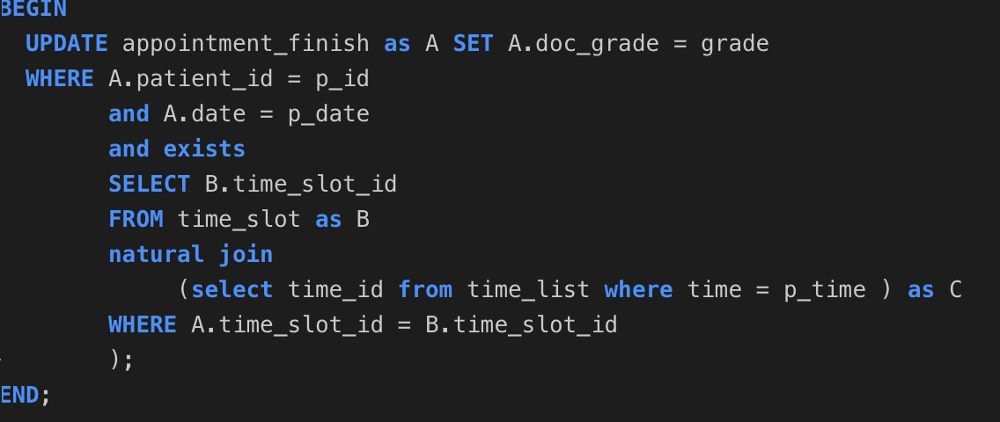 BEGIN
UPDATE appointment_finish as A SET A.doc_grade = grade
WHERE A.patient_id = p_id
and A.date = p_date
and exists
SELECT B.time_slot_id
FROM time_slot as B
natural join
(select time_id from time_list where time = p_time ) as C
WHERE A.time_slot_id = B.time_slot_id
);
END;